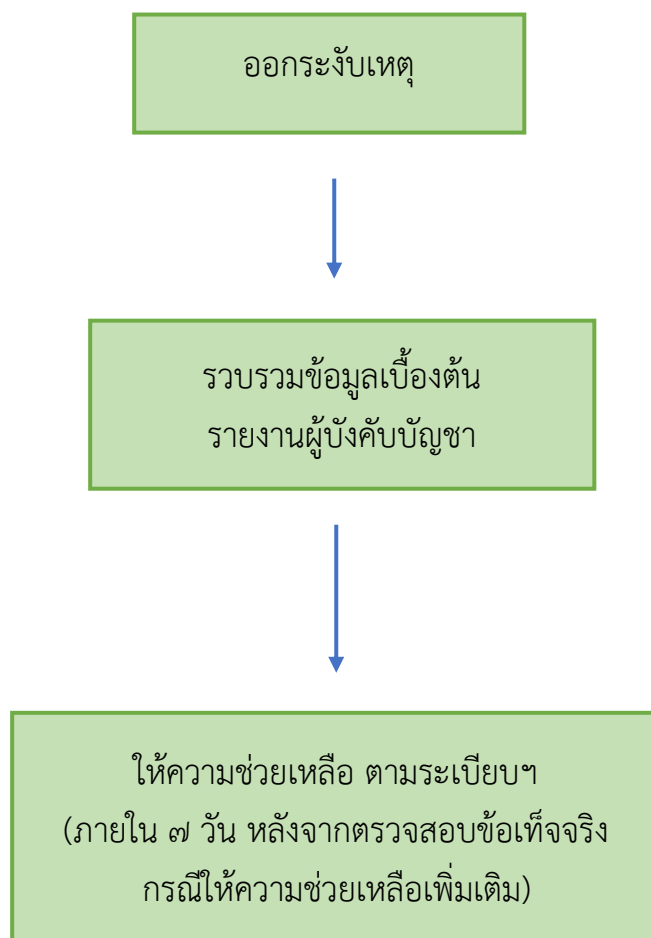 ออกระงับเหตุ
รวบรวมข้อมูลเบื้องต้น
รายงานผู้บังคับบัญชา
ให้ความช่วยเหลือ ตามระเบียบฯ
(ภายใน ๗ วัน หลังจากตรวจสอบข้อเท็จจริง
กรณีให้ความช่วยเหลือเพิ่มเติม)